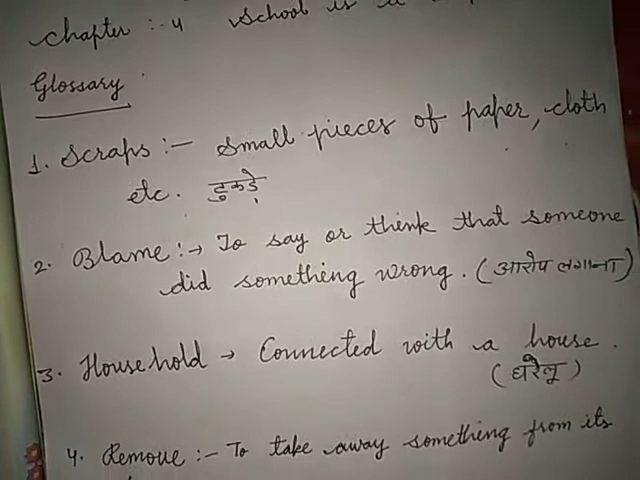 Chapter :- 4 School is a
Glossary
1. Scraps :- Small pieces of paper, cloth
etc. टुकड़े
2. Blame :→ To say or think that someone
did something wrong. (आरोप लगाना)
3. Household → Connected with a house.
(घरेलू)
4. Remove :- To take away something from its